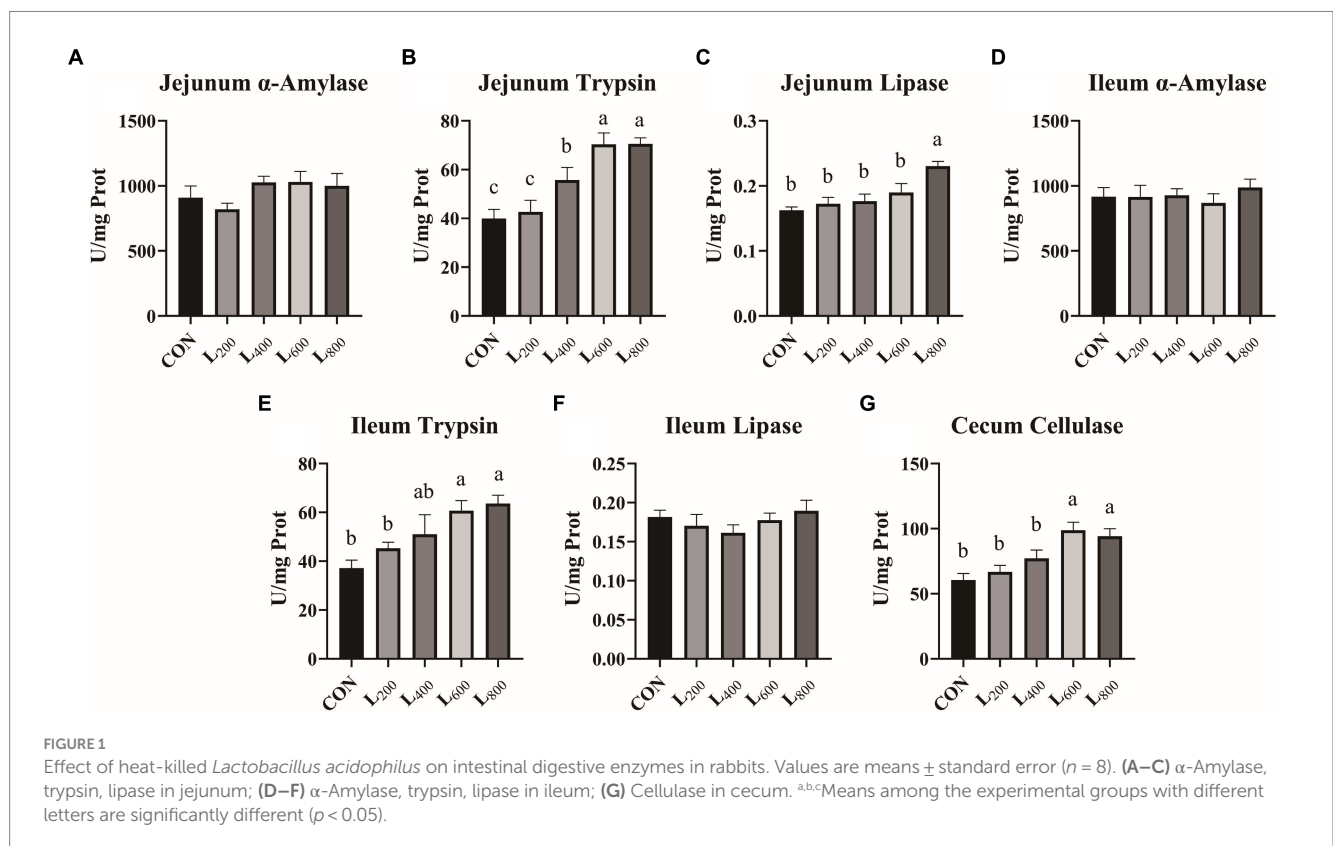 A
Jejunum α-Amylase
U/mg Prot
1500
1000
500
0
CON
L200
L400
L600
L800
B
Jejunum Trypsin
U/mg Prot
80
60
40
20
0
c
c
b
a
a
CON
L200
L400
L600
L800
C
Jejunum Lipase
U/mg Prot
0.3
0.2
0.1
0.0
b
b
b
b
a
CON
L200
L400
L600
L800
D
Ileum α-Amylase
U/mg Prot
1500
1000
500
0
CON
L200
L400
L600
L800
E
Ileum Trypsin
U/mg Prot
80
60
40
20
0
b
b
ab
a
a
CON
L200
L400
L600
L800
F
Ileum Lipase
U/mg Prot
0.25
0.20
0.15
0.10
0.05
0.00
CON
L200
L400
L600
L800
G
Cecum Cellulase
U/mg Prot
150
100
50
0
b
b
b
a
a
CON
L200
L400
L600
L800
FIGURE 1
Effect of heat-killed Lactobacillus acidophilus on intestinal digestive enzymes in rabbits. Values are means ± standard error (n = 8). (A–C) α-Amylase,
trypsin, lipase in jejunum; (D–F) α-Amylase, trypsin, lipase in ileum; (G) Cellulase in cecum. a,b,cMeans among the experimental groups with different
letters are significantly different (p < 0.05).